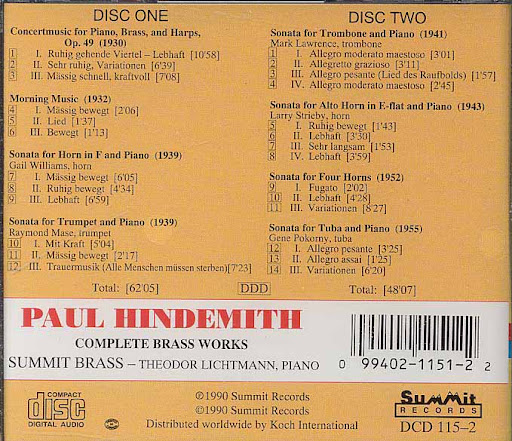 DISC ONE
Concertmusic for Piano, Brass, and Harps,
Op. 49 (1930)
1 I. Ruhig gehende Viertel – Lebhaft [10'58]
2 II. Sehr ruhig, Variationen [6'39]
3 III. Mässig schnell, kraftvoll [7'08]
Morning Music (1932)
4 I. Mässig bewegt [2'06]
5 II. Lied [1'37]
6 III. Bewegt [1'13]
Sonata for Horn in F and Piano (1939)
Gail Williams, horn
7 I. Mässig bewegt [6'05]
8 II. Ruhig bewegt [4'34]
9 III. Lebhaft [6'59]
Sonata for Trumpet and Piano (1939)
Raymond Mase, trumpet
10 I. Mit Kraft [5'04]
11 II. Mässig bewegt [2'17]
12 III. Trauermusik (Alle Menschen müssen sterben)[7'23]
Total: [62'05]
DDD
DISC TWO
Sonata for Trombone and Piano (1941)
Mark Lawrence, trombone
1 I. Allegro moderato maestoso [3'01]
2 II. Allegretto grazioso [3'11]
3 III. Allegro pesante (Lied des Raufbolds) [1'57]
4 IV. Allegro moderato maestoso [2'45]
Sonata for Alto Horn in E-flat and Piano (1943)
Larry Strieby, horn
5 I. Ruhig bewegt [1'43]
6 II. Lebhaft [3'30]
7 III. Sehr langsam [1'53]
8 IV. Lebhaft [3'59]
Sonata for Four Horns (1952)
9 I. Fugato [2'02]
10 II. Lebhaft [4'28]
11 III. Variationen [8'27]
Sonata for Tuba and Piano (1955)
Gene Pokorny, tuba
12 I. Allegro pesante [3'25]
13 II. Allegro assai [1'25]
14 III. Variationen [6'20]
Total: [48'07]
PAUL HINDEMITH
COMPLETE BRASS WORKS
SUMMIT BRASS – THEODOR LICHTMANN, PIANO
0 99402-1151-2 2
COMPACT
disc
DIGITAL AUDIO
℗1990 Summit Records
©1990 Summit Records
Distributed worldwide by Koch International
Summit
RECORDS
DCD 115–2